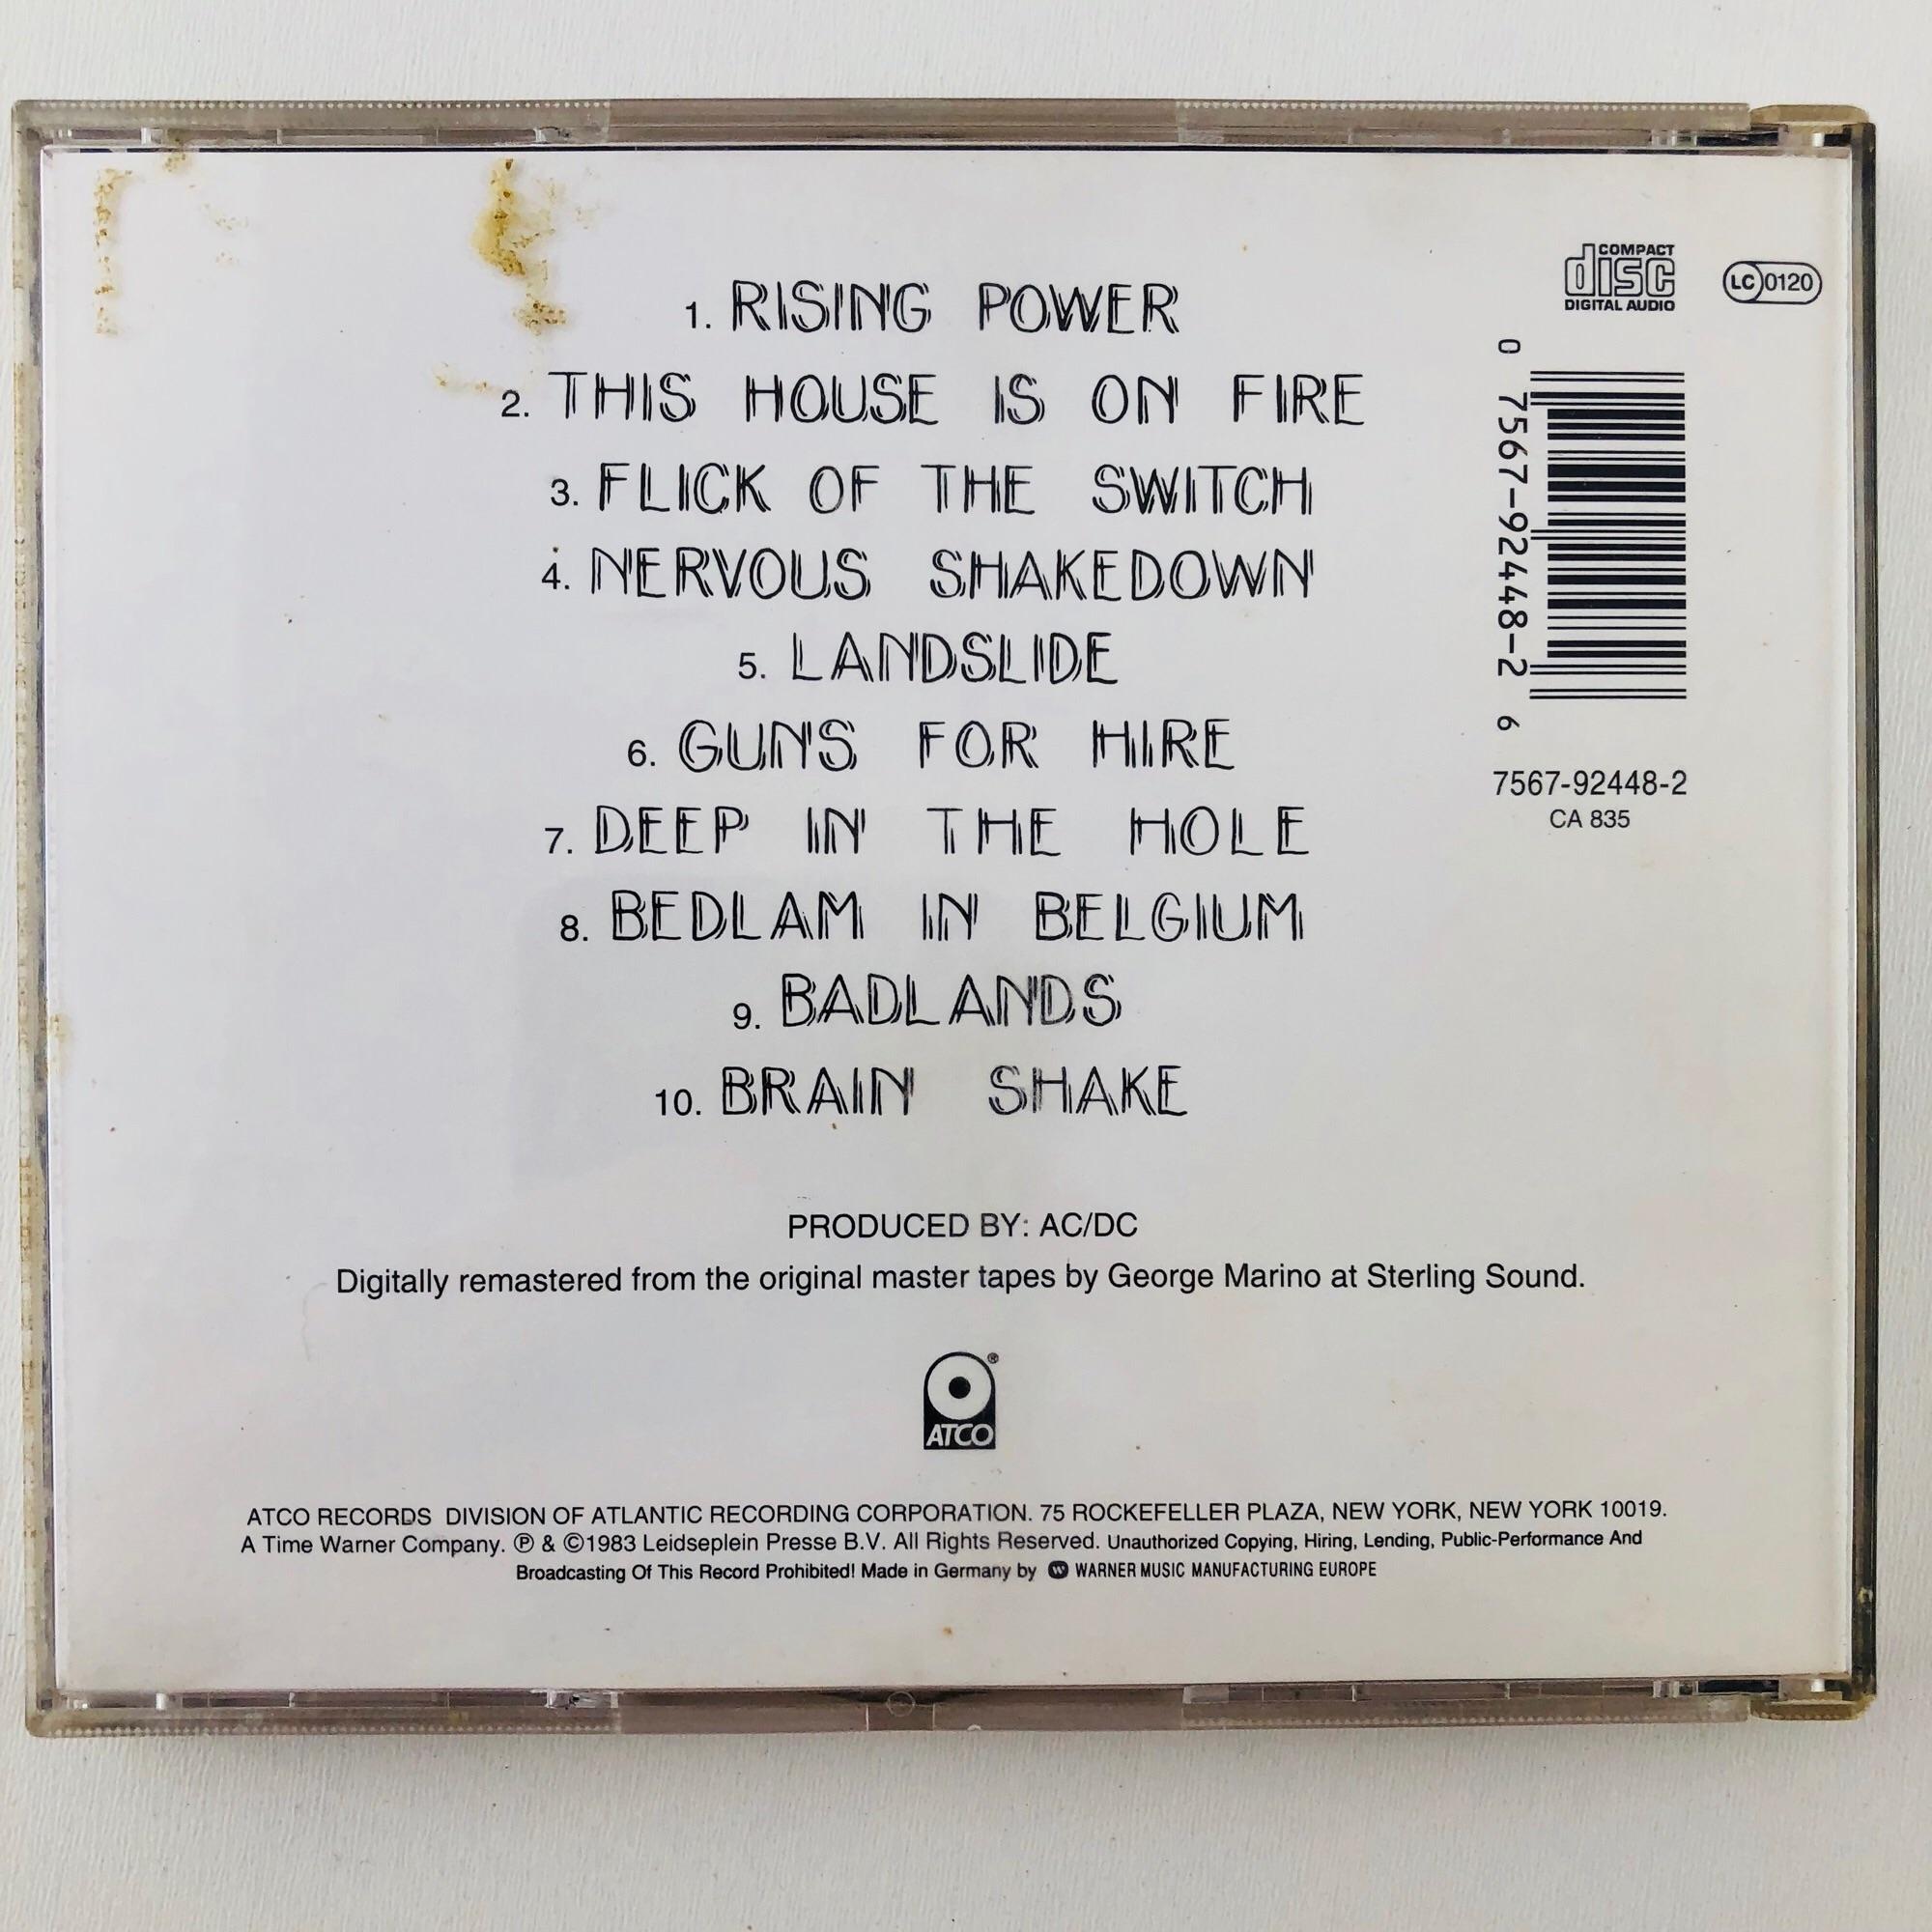 COMPACT
disc
DIGITAL AUDIO
LC 0120
1. RISING POWER
2. THIS HOUSE IS ON FIRE
3. FLICK OF THE SWITCH
4. NERVOUS SHAKEDOWN
5. LANDSLIDE
6. GUNS FOR HIRE
7. DEEP IN THE HOLE
8. BEDLAM IN BELGIUM
9. BADLANDS
10. BRAIN SHAKE
0 7567-92448-2 6
7567-92448-2
CA 835
PRODUCED BY: AC/DC
Digitally remastered from the original master tapes by George Marino at Sterling Sound.
ATCO®
ATCO RECORDS DIVISION OF ATLANTIC RECORDING CORPORATION. 75 ROCKEFELLER PLAZA, NEW YORK, NEW YORK 10019.
A Time Warner Company. ℗ & ©1983 Leidseplein Presse B.V. All Rights Reserved. Unauthorized Copying, Hiring, Lending, Public-Performance And
Broadcasting Of This Record Prohibited! Made in Germany by WARNER MUSIC MANUFACTURING EUROPE